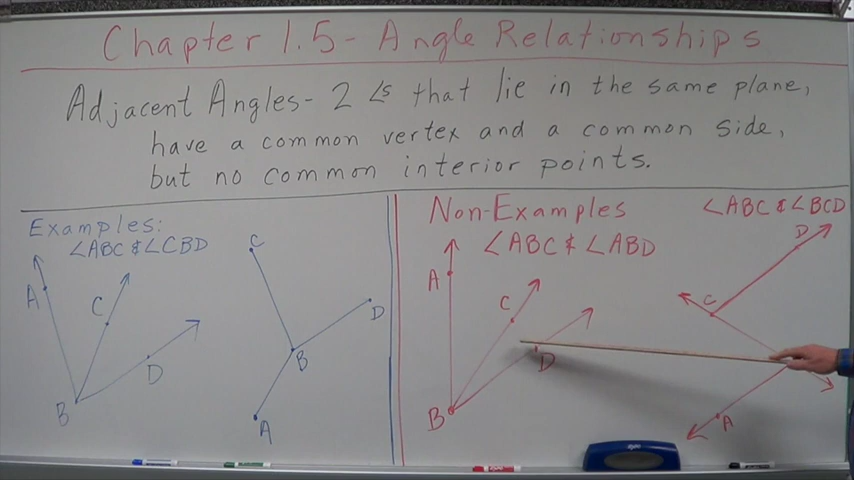 Chapter 1.5 - Angle Relationships
Adjacent Angles - 2 ∠s that lie in the same plane,
have a common vertex and a common side,
but no common interior points.
Examples:
∠ABC & ∠CBD
A
C
B
D
C
B
D
A
Non-Examples
∠ABC & ∠ABD
A
C
D
B
∠ABC & ∠BCD
D
C
A